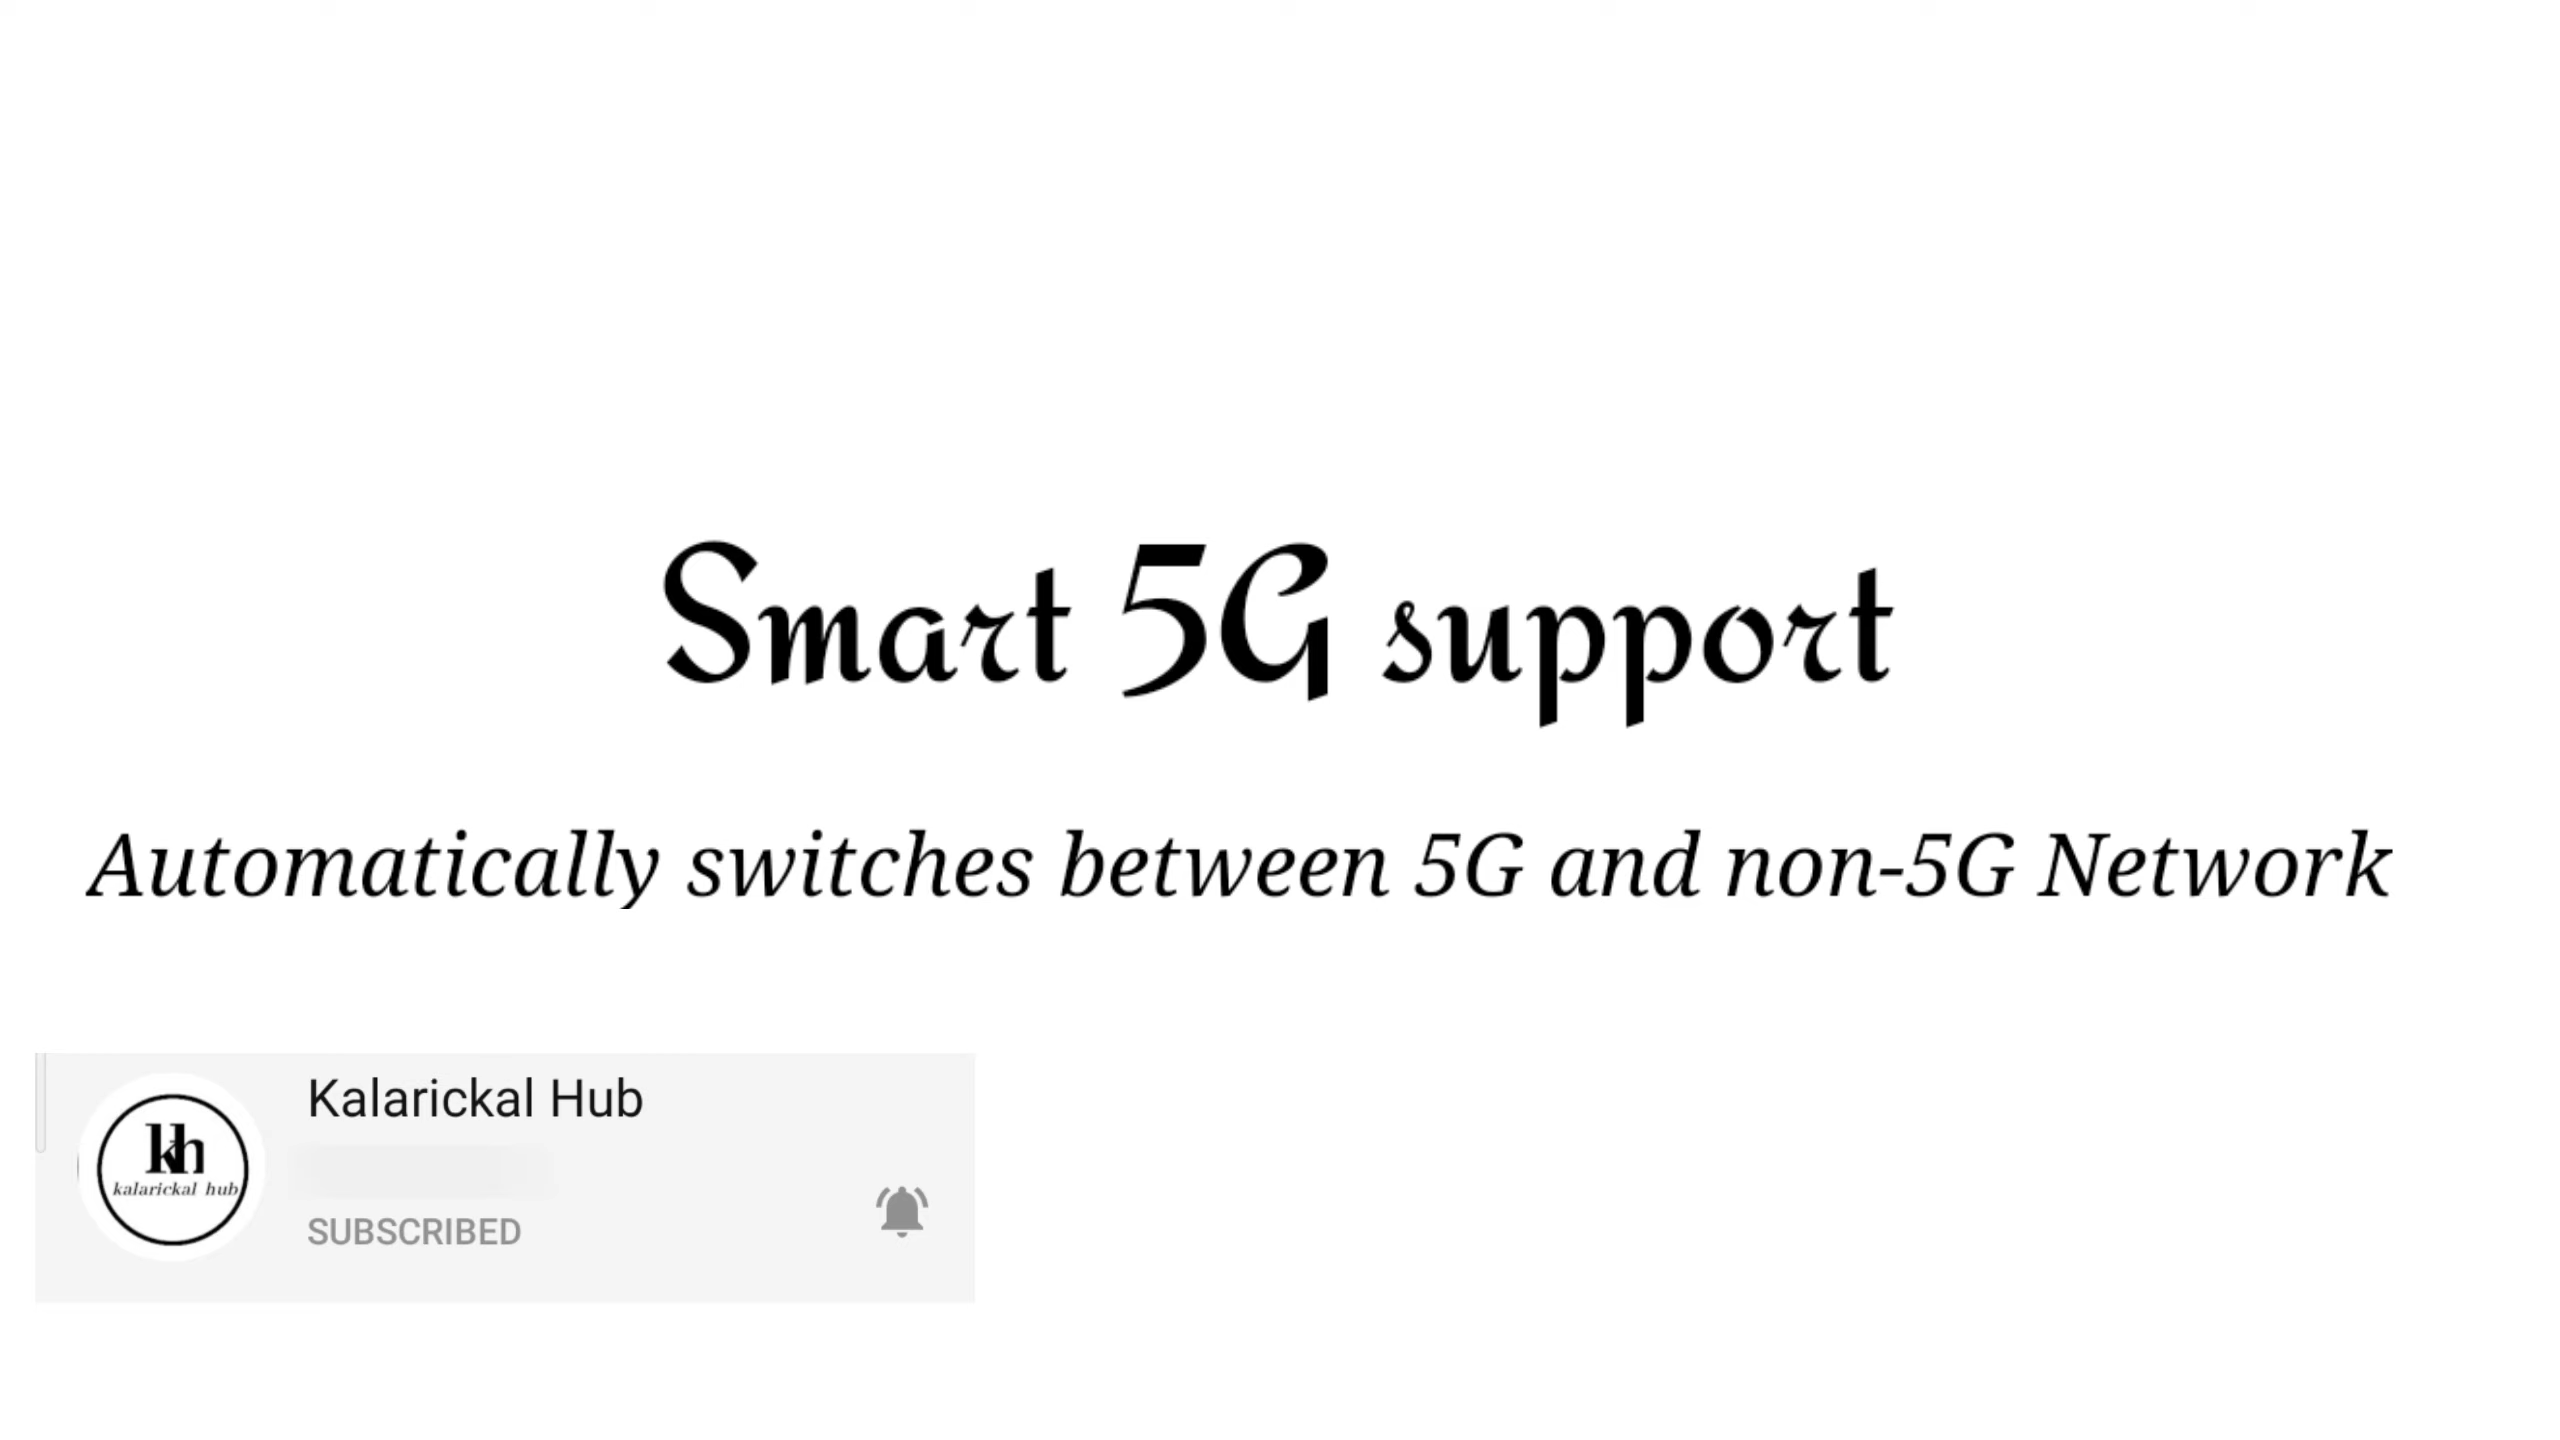 Smart 5G support
Automatically switches between 5G and non-5G Network
Kalarickal Hub
kh
kalarickal hub
SUBSCRIBED